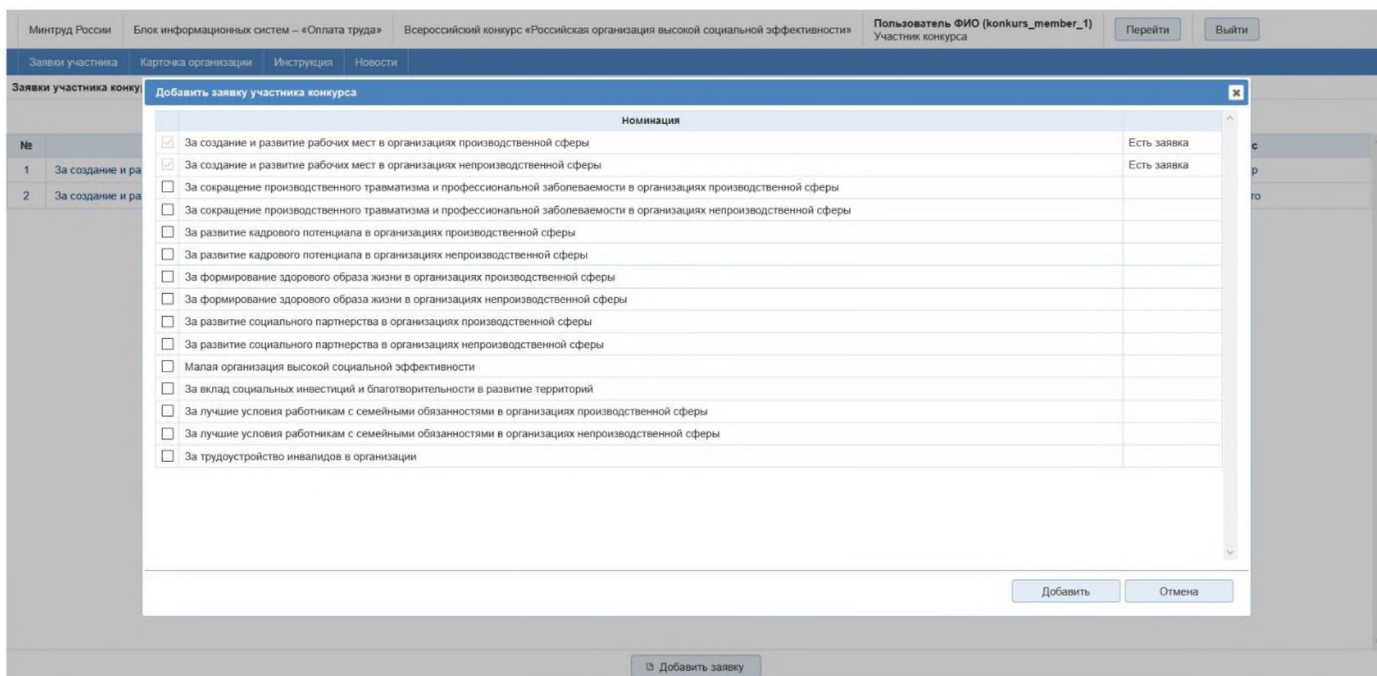 Минтруд России Блок информационных систем – «Оплата труда» Всероссийский конкурс «Российская организация высокой социальной эффективности» Пользователь ФИО (konkurs_member_1) Перейти Выйти
Участник конкурса
Заявки участника Карточка организации Инструкция Новости
Заявки участника конку
Добавить заявку участника конкурса
Номинация
За создание и развитие рабочих мест в организациях производственной сферы Есть заявка
За создание и развитие рабочих мест в организациях непроизводственной сферы Есть заявка
За сокращение производственного травматизма и профессиональной заболеваемости в организациях производственной сферы
За сокращение производственного травматизма и профессиональной заболеваемости в организациях непроизводственной сферы
За развитие кадрового потенциала в организациях производственной сферы
За развитие кадрового потенциала в организациях непроизводственной сферы
За формирование здорового образа жизни в организациях производственной сферы
За формирование здорового образа жизни в организациях непроизводственной сферы
За развитие социального партнерства в организациях производственной сферы
За развитие социального партнерства в организациях непроизводственной сферы
Малая организация высокой социальной эффективности
За вклад социальных инвестиций и благотворительности в развитие территорий
За лучшие условия работникам с семейными обязанностями в организациях производственной сферы
За лучшие условия работникам с семейными обязанностями в организациях непроизводственной сферы
За трудоустройство инвалидов в организации
Добавить Отмена
№ с
1 За создание и ра р
2 За создание и ра го
Добавить заявку